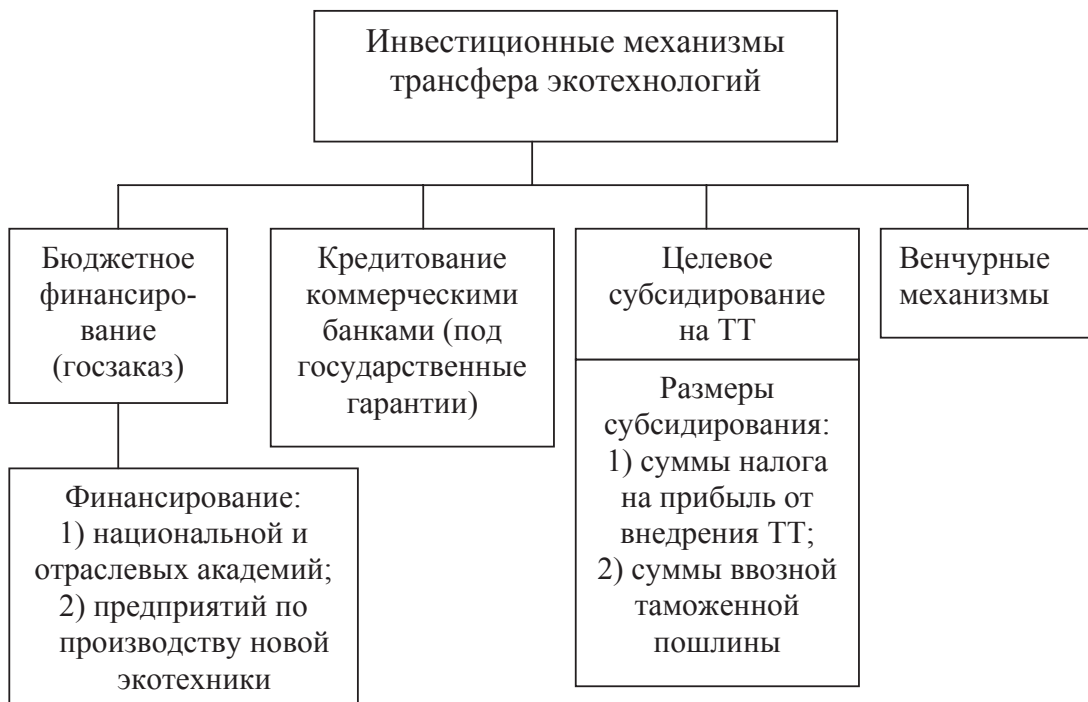 Инвестиционные механизмы
трансфера экотехнологий
Бюджетное
финансиро-
вание
(госзаказ)
Кредитование
коммерческими
банками (под
государственные
гарантии)
Целевое
субсидирование
на ТТ
Венчурные
механизмы
Финансирование:
1) национальной и
отраслевых академий;
2) предприятий по
производству новой
экотехники
Размеры
субсидирования:
1) суммы налога
на прибыль от
внедрения ТТ;
2) суммы ввозной
таможенной
пошлины